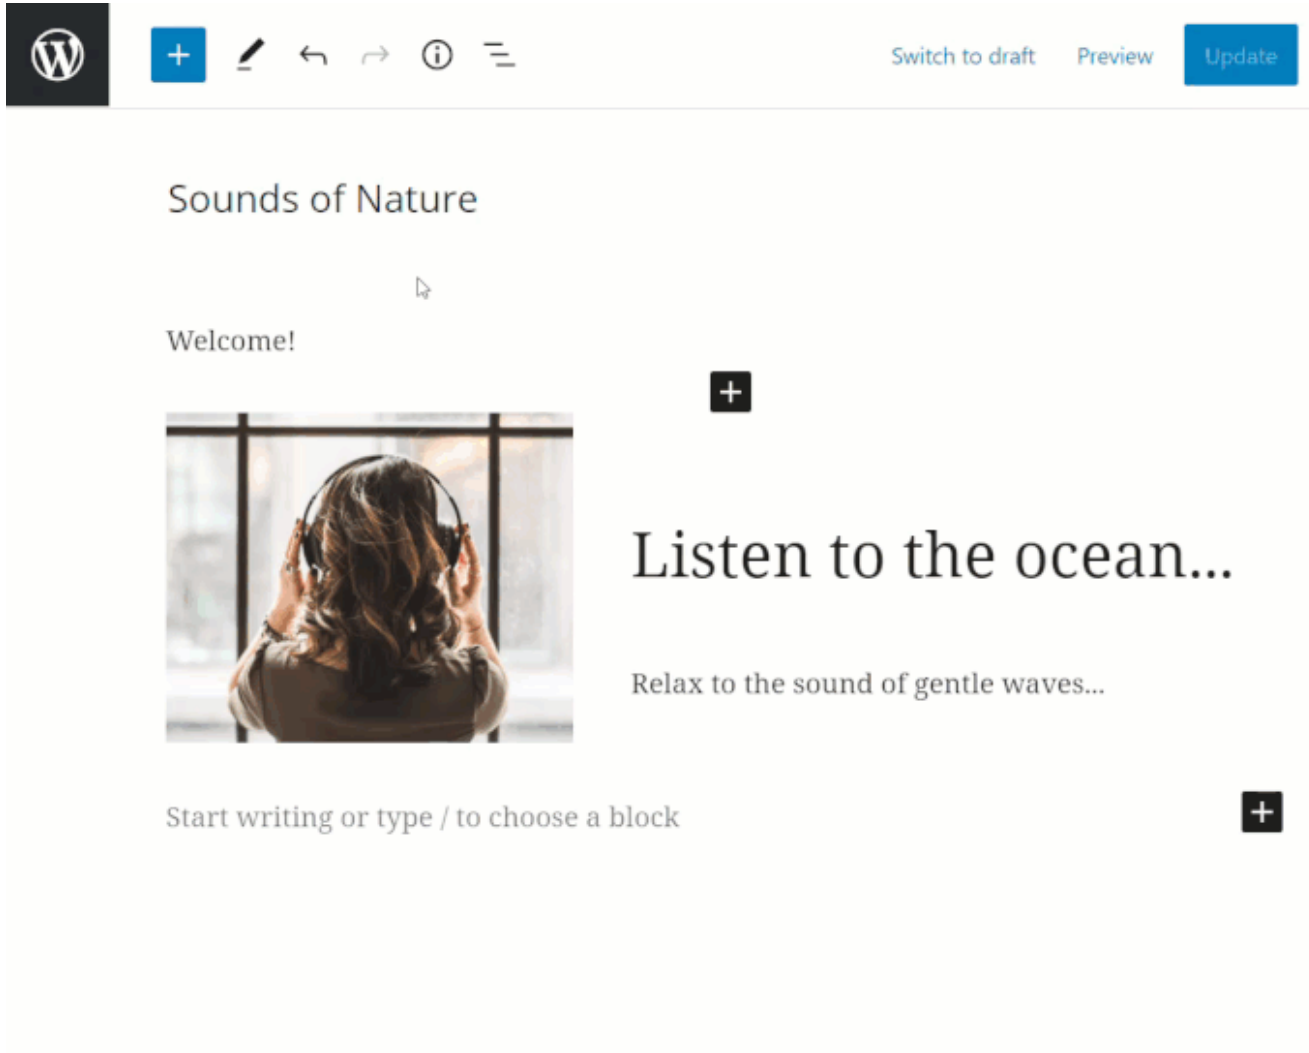 Switch to draft
Preview
Update
Sounds of Nature
Welcome!
Listen to the ocean...
Relax to the sound of gentle waves...
Start writing or type / to choose a block